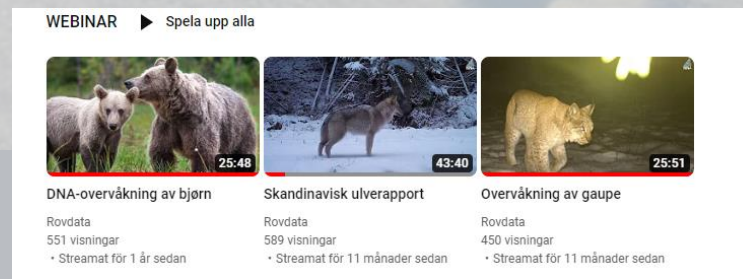 WEBINAR Spela upp alla
25:48 43:40 25:51
DNA-overvåkning av bjørn
Rovdata
551 visningar
• Streamat för 1 år sedan
Skandinavisk ulverapport
Rovdata
589 visningar
• Streamat för 11 månader sedan
Overvåkning av gaupe
Rovdata
450 visningar
• Streamat för 11 månader sedan